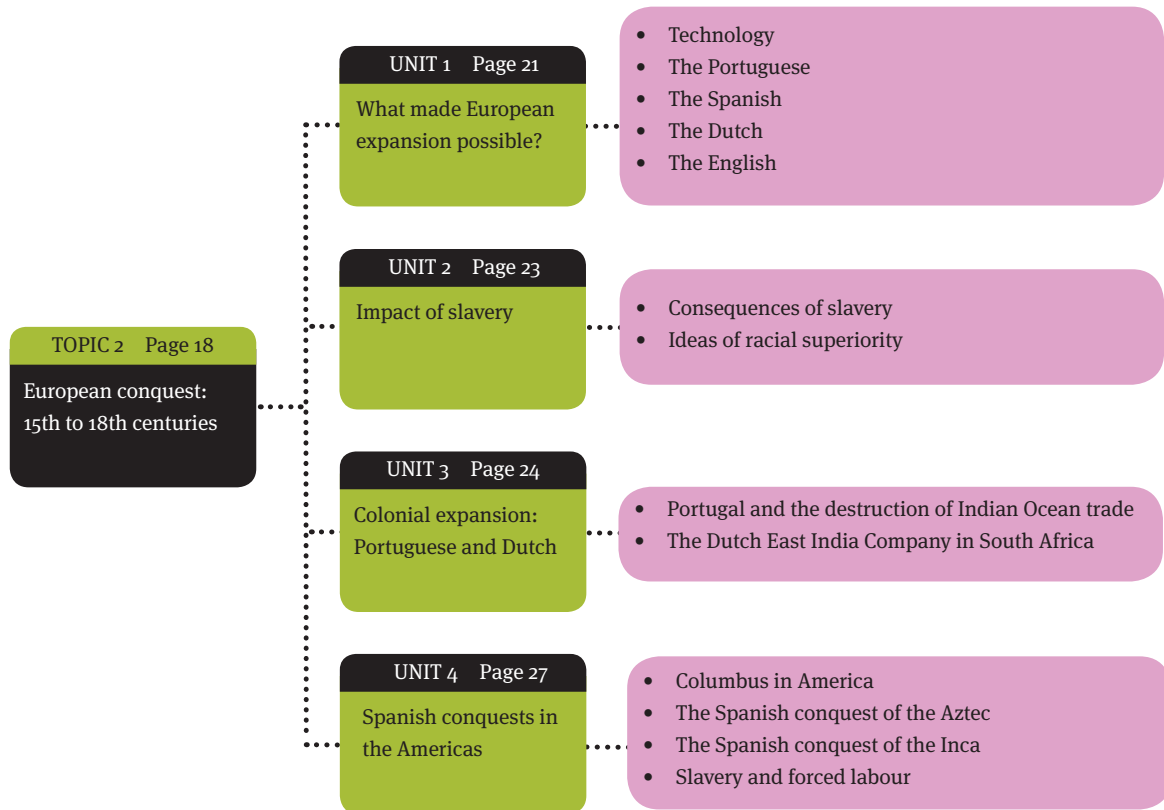 TOPIC 2 Page 18
European conquest:
15th to 18th centuries
UNIT 1 Page 21
What made European
expansion possible?
• Technology
• The Portuguese
• The Spanish
• The Dutch
• The English
UNIT 2 Page 23
Impact of slavery
• Consequences of slavery
• Ideas of racial superiority
UNIT 3 Page 24
Colonial expansion:
Portuguese and Dutch
• Portugal and the destruction of Indian Ocean trade
• The Dutch East India Company in South Africa
UNIT 4 Page 27
Spanish conquests in
the Americas
• Columbus in America
• The Spanish conquest of the Aztec
• The Spanish conquest of the Inca
• Slavery and forced labour